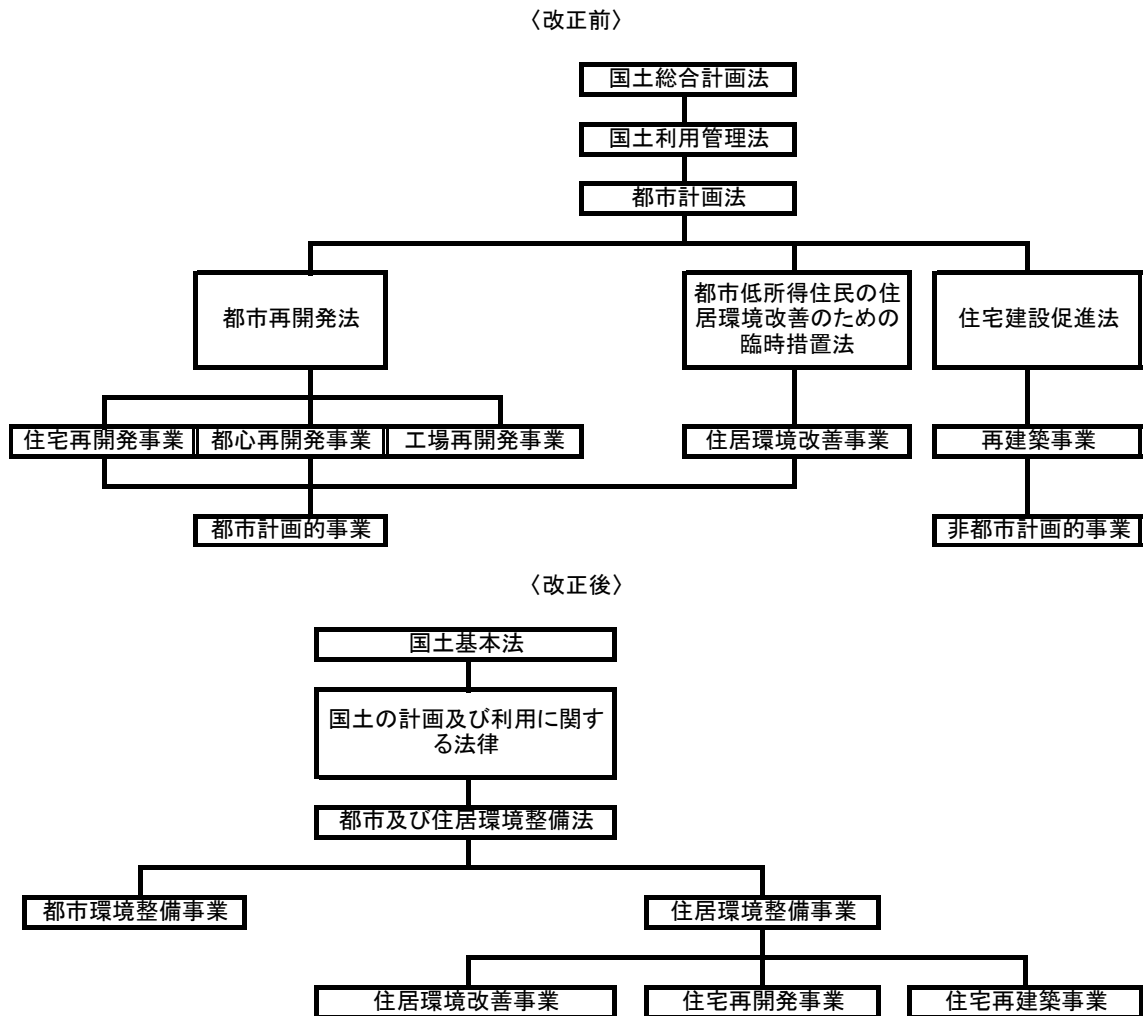 〈改正前〉
国土総合計画法
国土利用管理法
都市計画法
都市再開発法
都市低所得住民の住
居環境改善のための
臨時措置法
住宅建設促進法
住宅再開発事業
都心再開発事業
工場再開発事業
住居環境改善事業
再建築事業
都市計画的事業
非都市計画的事業
〈改正後〉
国土基本法
国土の計画及び利用に関す
る法律
都市及び住居環境整備法
都市環境整備事業
住居環境整備事業
住居環境改善事業
住宅再開発事業
住宅再建築事業